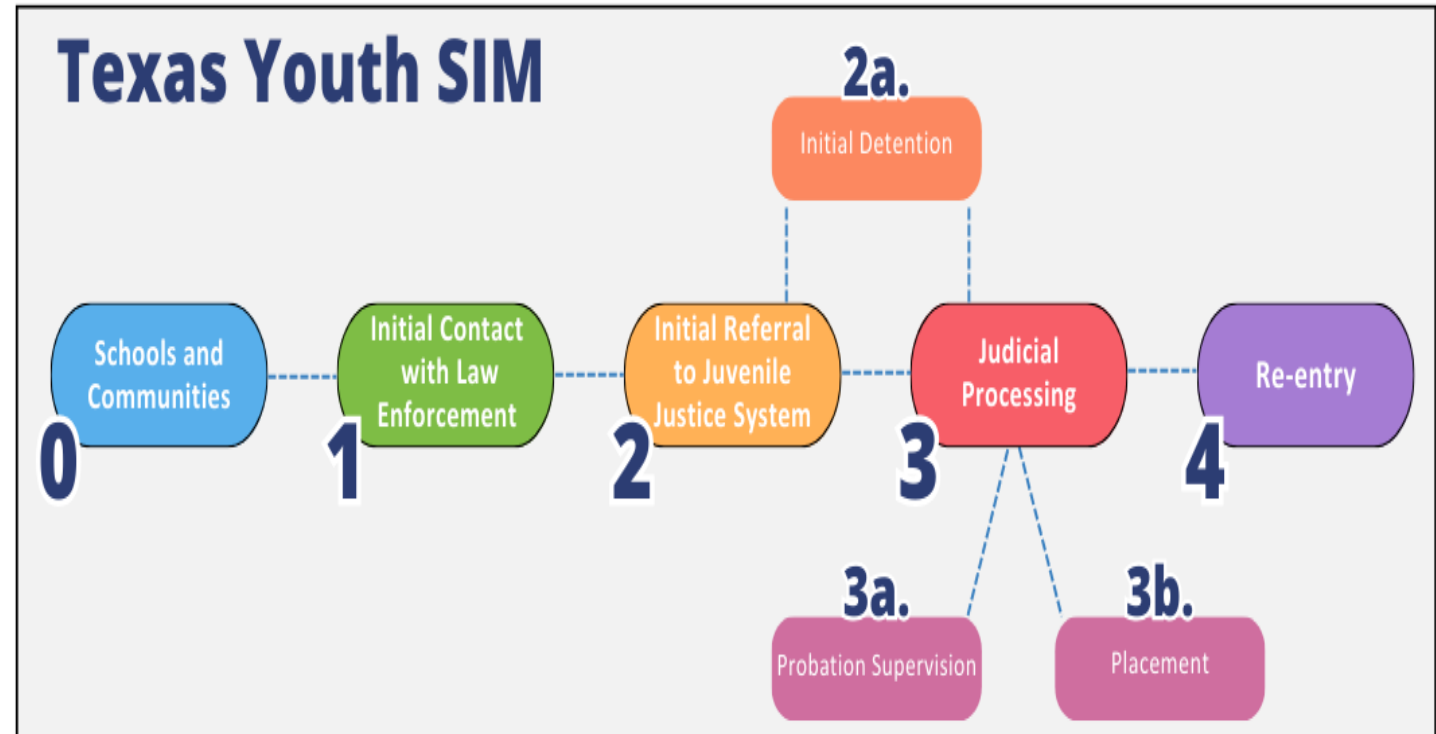 Texas Youth SIM
2a.
Initial Detention
Schools and
Communities
0
Initial Contact
with Law
Enforcement
1
Initial Referral
to Juvenile
Justice System
2
Judicial
Processing
3
Re-entry
4
3a.
Probation Supervision
3b.
Placement